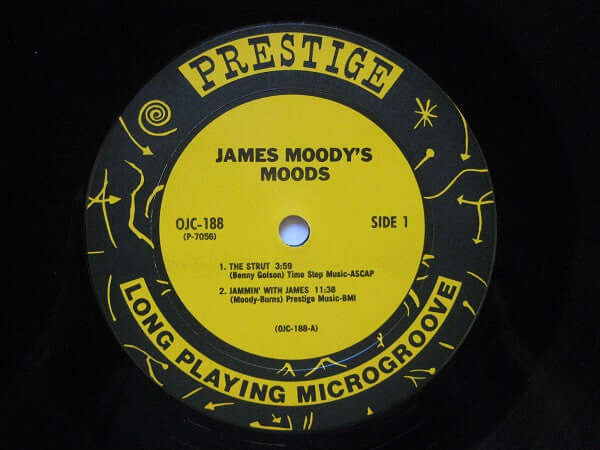 PRESTIGE
JAMES MOODY'S
MOODS
OJC-188
(P-7056)
SIDE 1
1. THE STRUT 3:59
(Benny Golson) Time Step Music-ASCAP
2. JAMMIN' WITH JAMES 11:38
(Moody-Burns) Prestige Music-BMI
(OJC-188-A)
LONG PLAYING MICROGROOVE